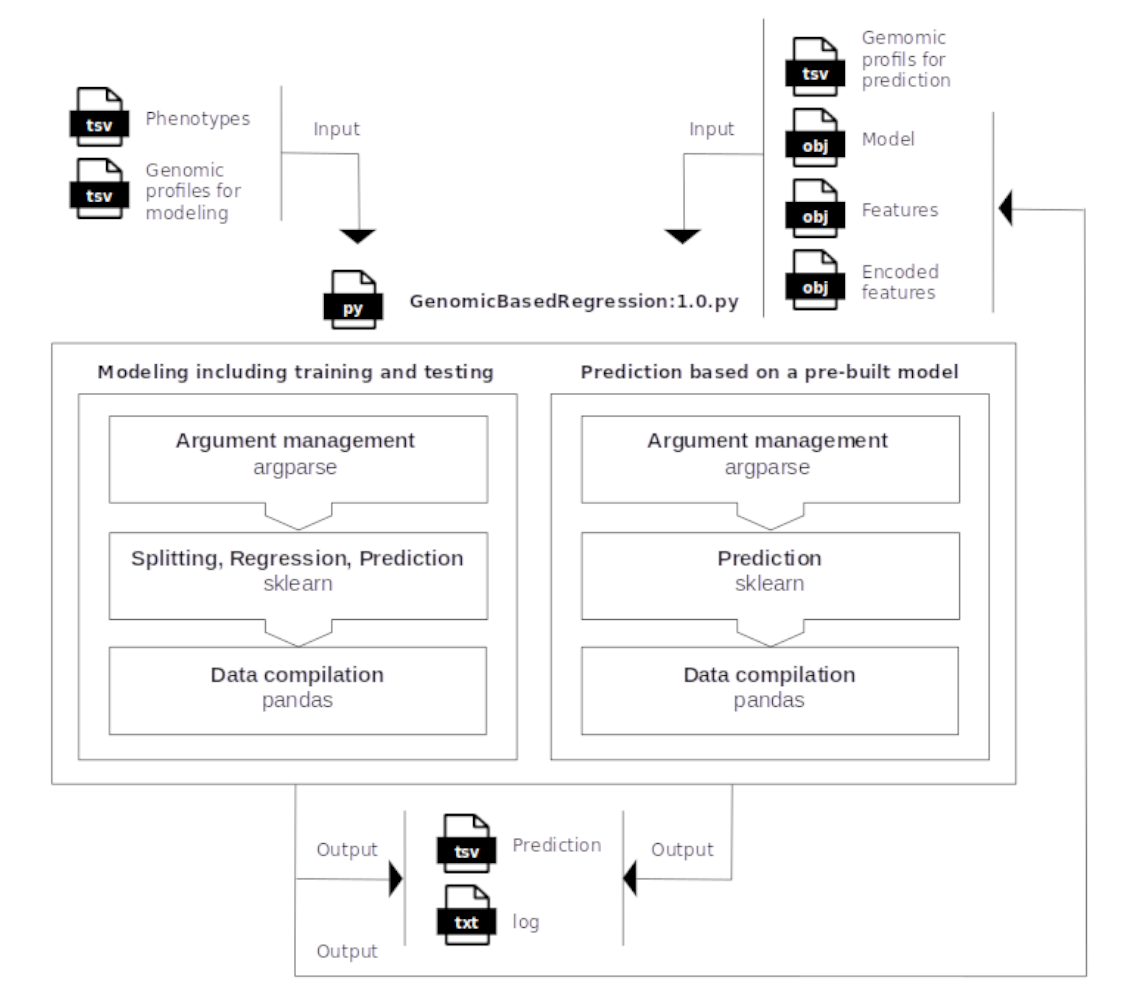 tsv
Phenotypes
tsv
Genomic
profiles for
modeling
Input
Input
tsv
Gemomic
profils for
prediction
obj
Model
obj
Features
obj
Encoded
features
py
GenomicBasedRegression:1.0.py
Modeling including training and testing
Argument management
argparse
Splitting, Regression, Prediction
sklearn
Data compilation
pandas
Prediction based on a pre-built model
Argument management
argparse
Prediction
sklearn
Data compilation
pandas
Output
tsv
Prediction
Output
txt
log
Output